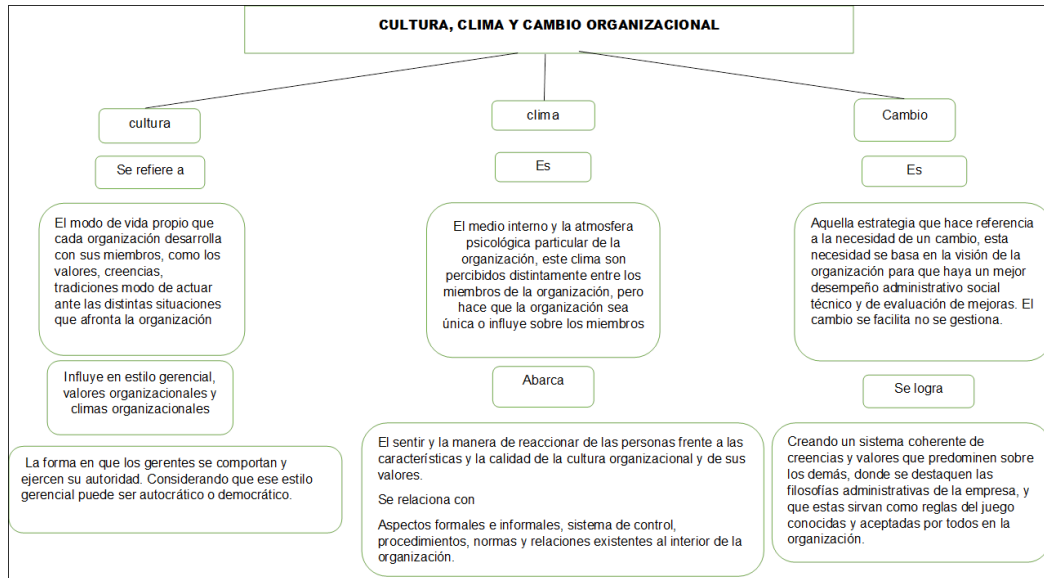 CULTURA, CLIMA Y CAMBIO ORGANIZACIONAL
cultura
Se refiere a
El modo de vida propio que
cada organización desarrolla
con sus miembros, como los
valores, creencias,
tradiciones modo de actuar
ante las distintas situaciones
que afronta la organización
Influye en estilo gerencial,
valores organizacionales y
climas organizacionales
La forma en que los gerentes se comportan y
ejercen su autoridad. Considerando que ese estilo
gerencial puede ser autocrático o democrático.
clima
Es
El medio interno y la atmosfera
psicológica particular de la
organización, este clima son
percibidos distintamente entre los
miembros de la organización, pero
hace que la organización sea
única o influye sobre los miembros
Abarca
El sentir y la manera de reaccionar de las personas frente a las
características y la calidad de la cultura organizacional y de sus
valores.
Se relaciona con
Aspectos formales e informales, sistema de control,
procedimientos, normas y relaciones existentes al interior de la
organización.
Cambio
Es
Aquella estrategia que hace referencia
a la necesidad de un cambio, esta
necesidad se basa en la visión de la
organización para que haya un mejor
desempeño administrativo social
técnico y de evaluación de mejoras. El
cambio se facilita no se gestiona.
Se logra
Creando un sistema coherente de
creencias y valores que predominen sobre
los demás, donde se destaquen las
filosofías administrativas de la empresa, y
que estas sirvan como reglas del juego
conocidas y aceptadas por todos en la
organización.